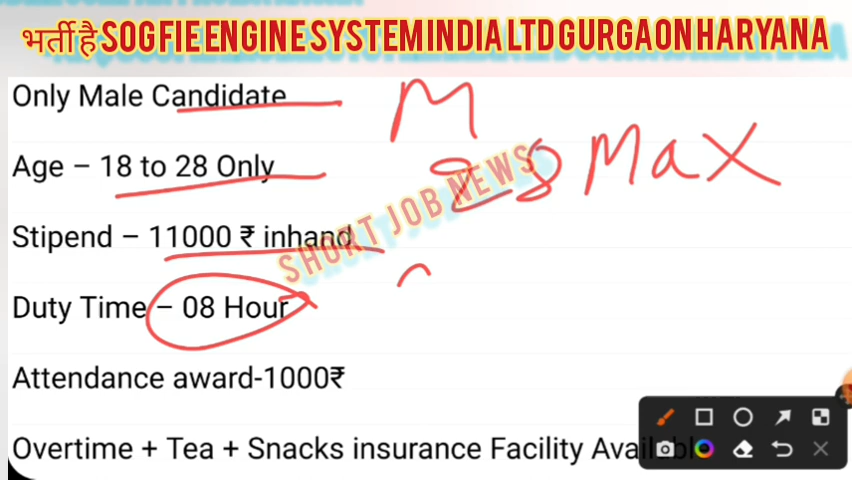 भर्ती है SOGFIE ENGINE SYSTEM INDIA LTD GURGAON HARYANA
Only Male Candidate
M
Age – 18 to 28 Only
28 Max
Stipend – 11000 ₹ inhand
SHORT JOB NEWS
Duty Time – 08 Hour
Attendance award-1000₹
Overtime + Tea + Snacks insurance Facility